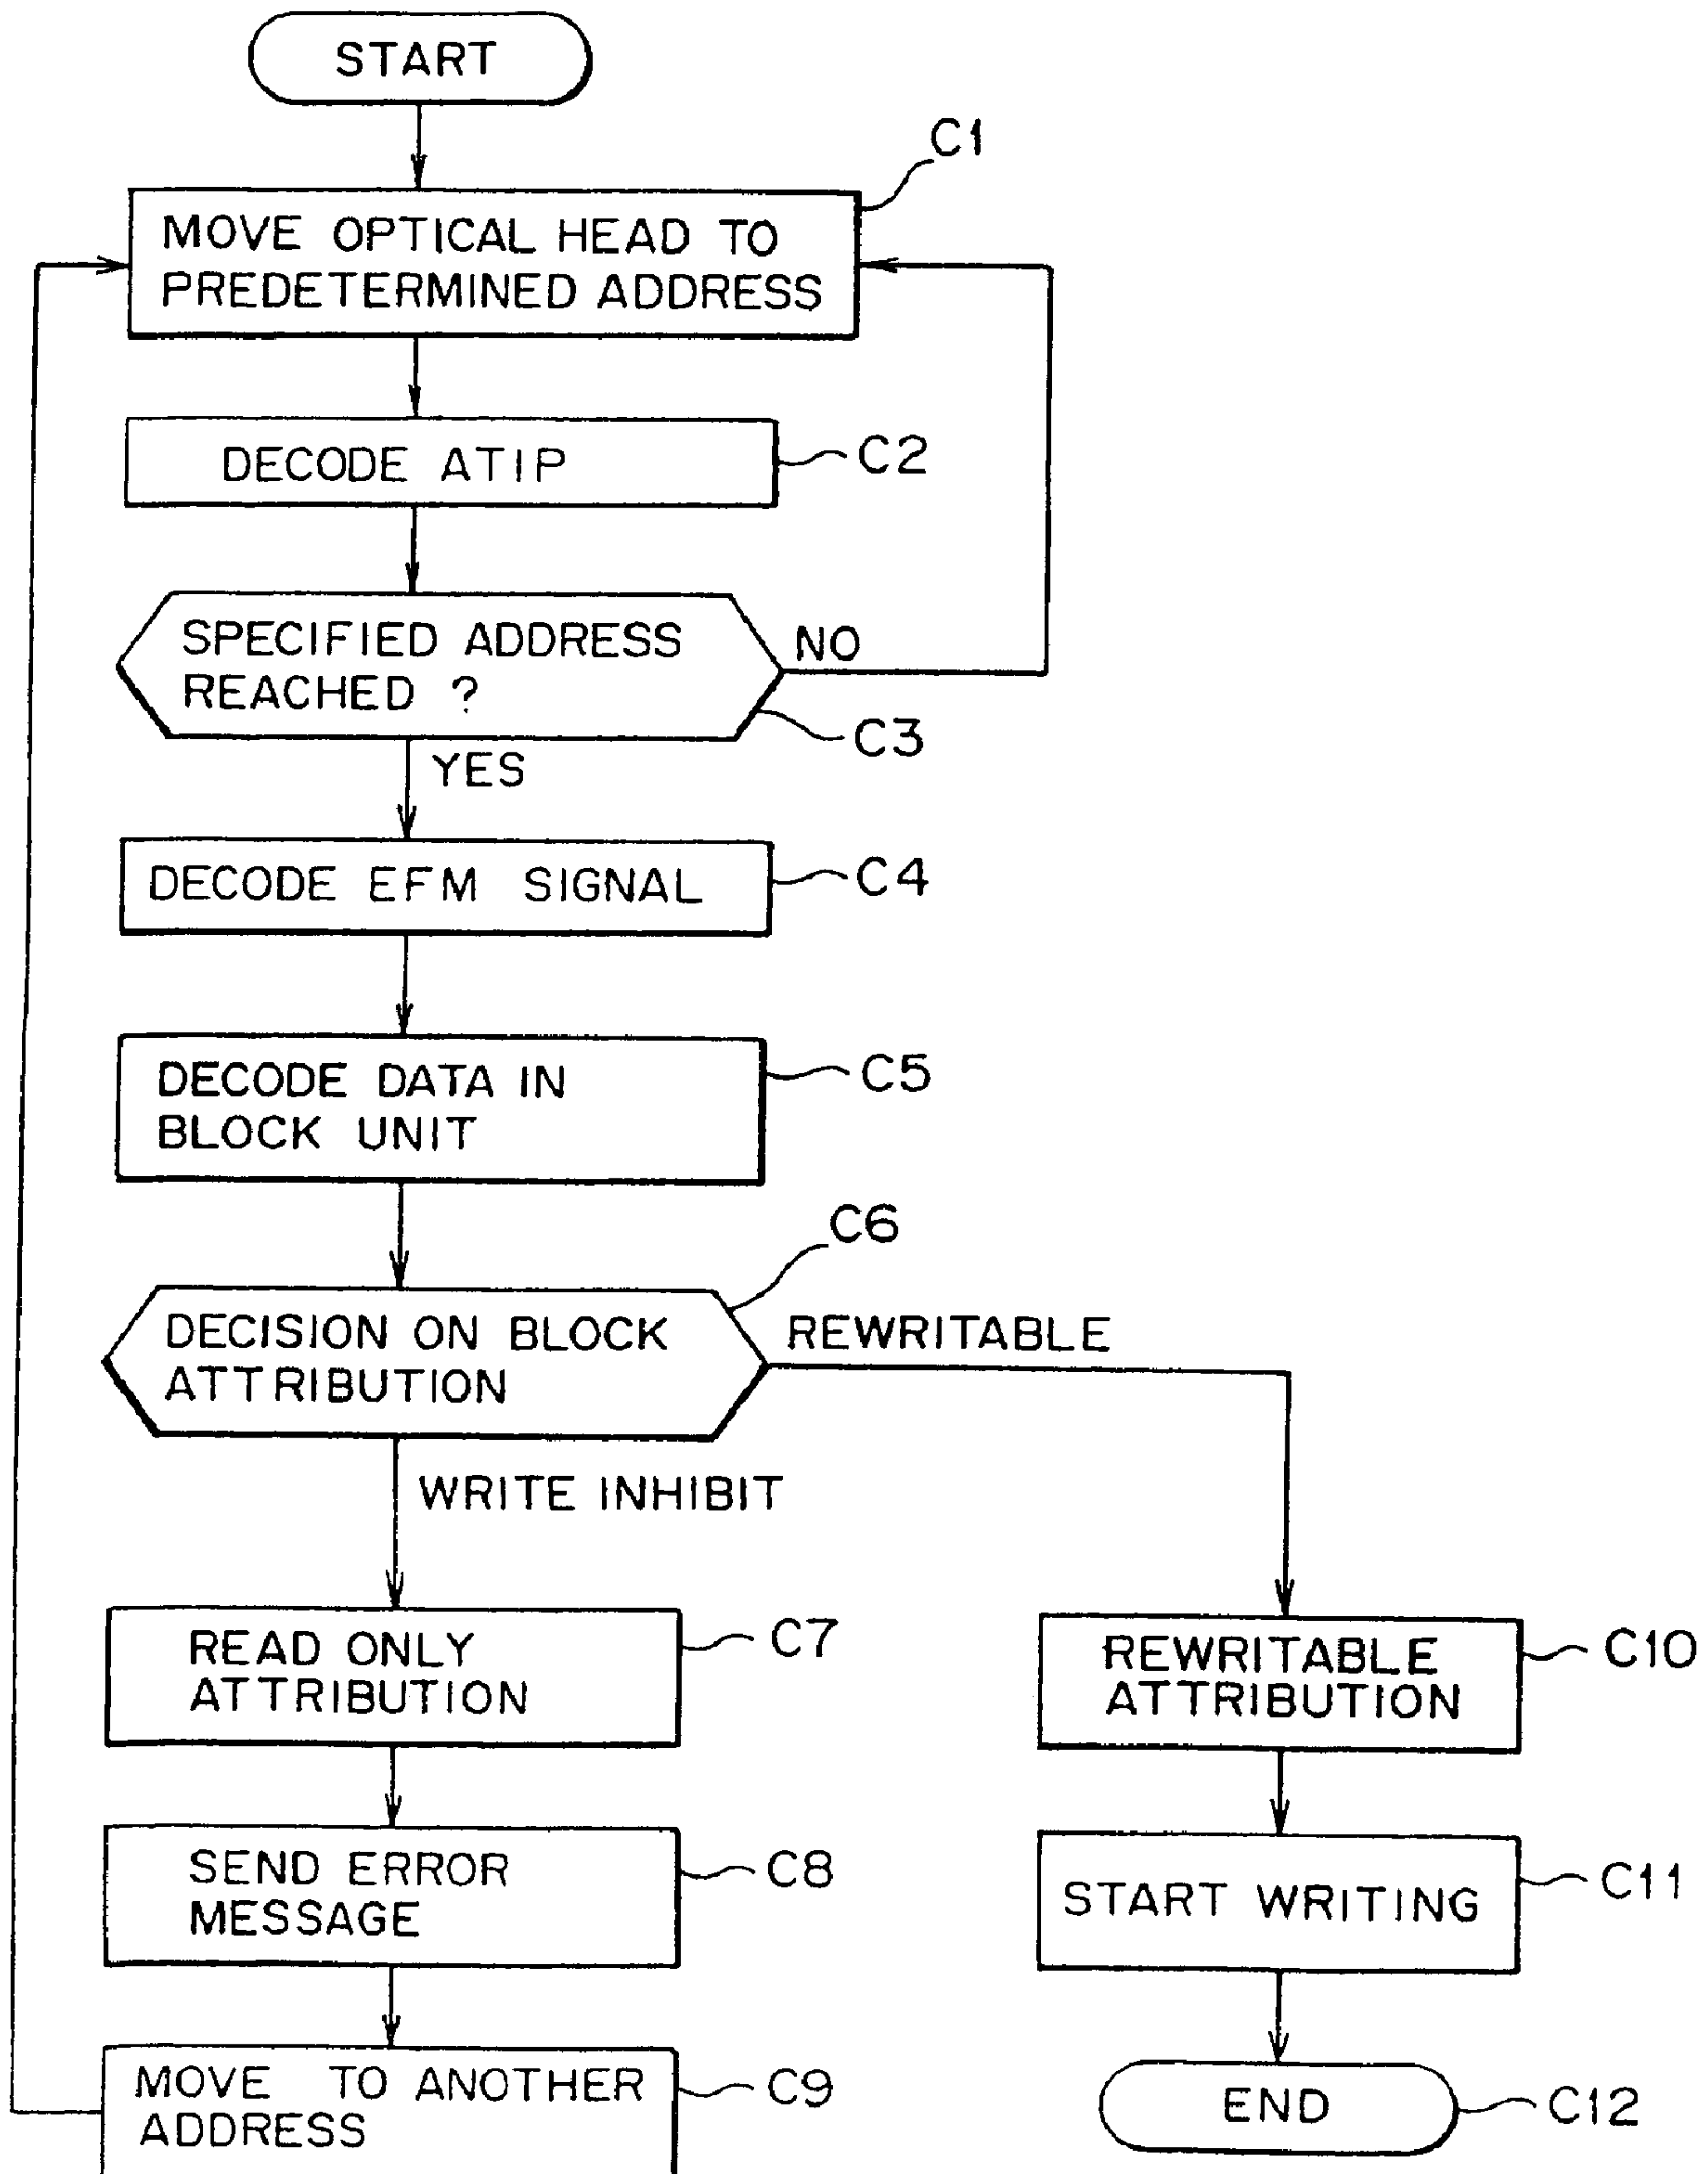 START
C1
MOVE OPTICAL HEAD TO
PREDETERMINED ADDRESS
DECODE ATIP
C2
SPECIFIED ADDRESS
REACHED ?
NO
C3
YES
DECODE EFM SIGNAL
C4
DECODE DATA IN
BLOCK UNIT
C5
C6
DECISION ON BLOCK
ATTRIBUTION
REWRITABLE
WRITE INHIBIT
READ ONLY
ATTRIBUTION
C7
REWRITABLE
ATTRIBUTION
C10
SEND ERROR
MESSAGE
C8
START WRITING
C11
MOVE TO ANOTHER
ADDRESS
C9
END
C12